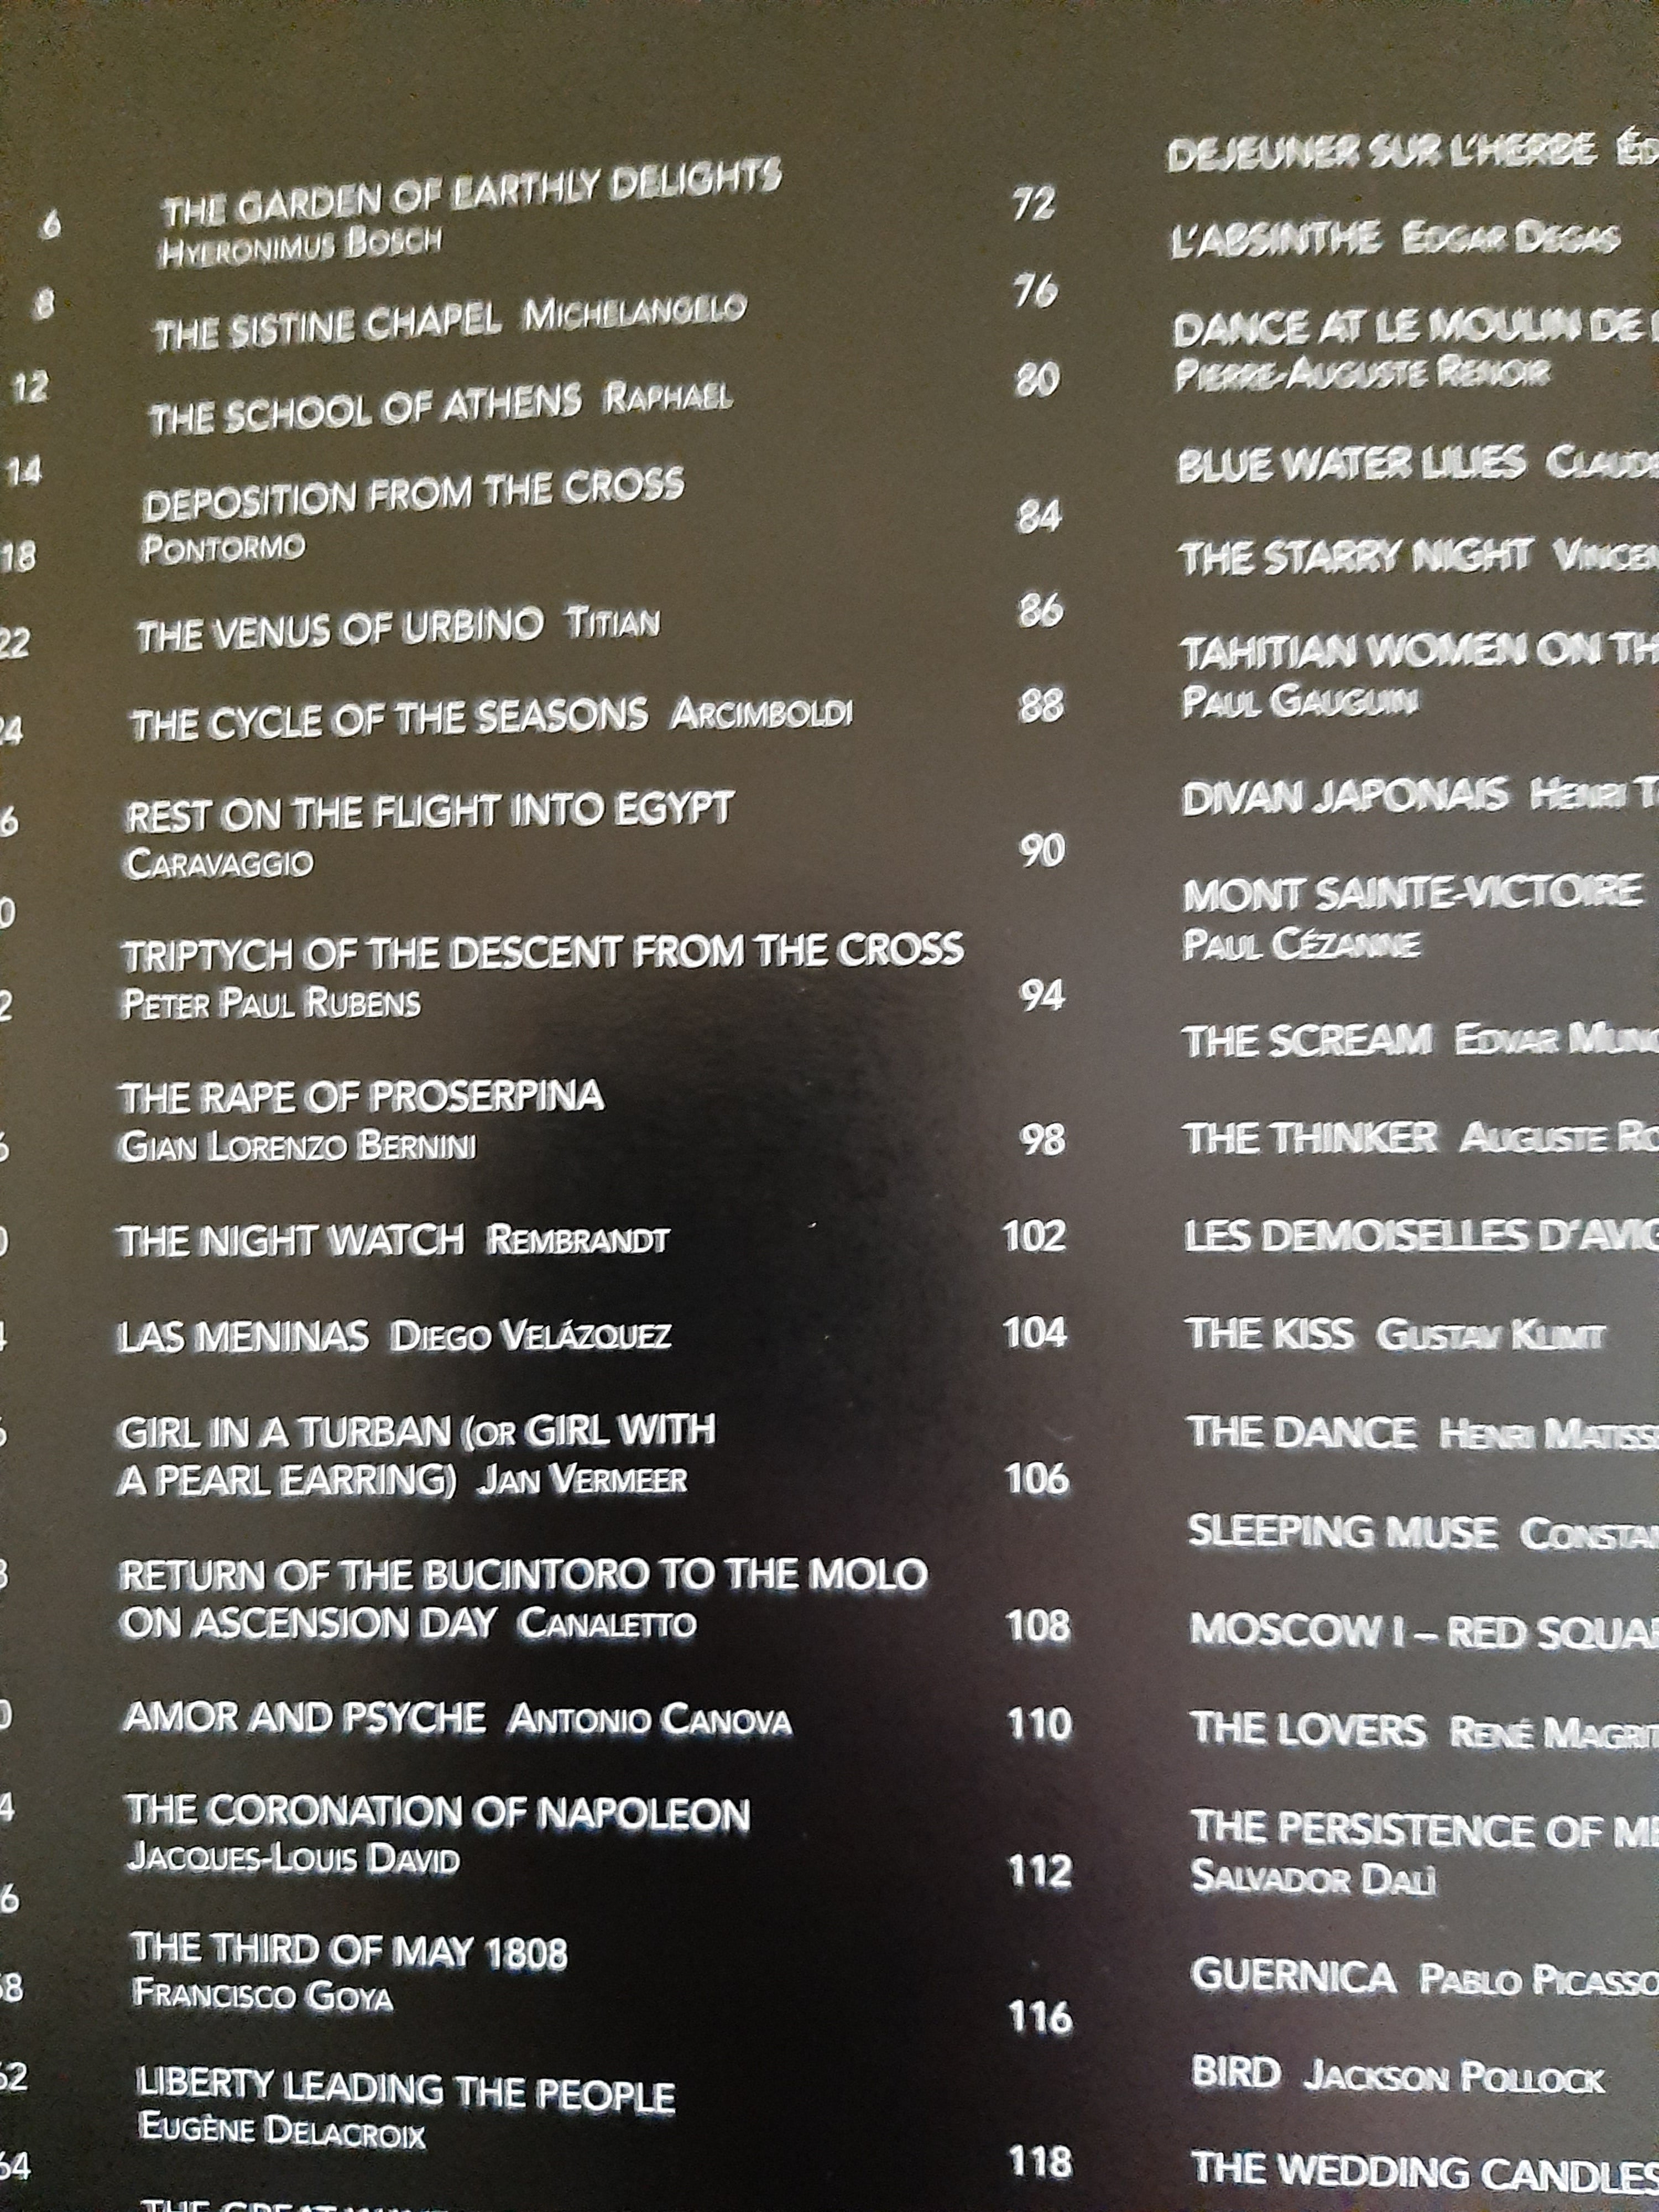 6
8
12
14
18
THE GARDEN OF EARTHLY DELIGHTS
HYERONIMUS BOSCH
THE SISTINE CHAPEL MICHELANGELO
THE SCHOOL OF ATHENS RAPHAEL
DEPOSITION FROM THE CROSS
PONTORMO
THE VENUS OF URBINO TITIAN
THE CYCLE OF THE SEASONS ARCIMBOLDI
REST ON THE FLIGHT INTO EGYPT
CARAVAGGIO
TRIPTYCH OF THE DESCENT FROM THE CROSS
PETER PAUL RUBENS
THE RAPE OF PROSERPINA
GIAN LORENZO BERNINI
THE NIGHT WATCH REMBRANDT
LAS MENINAS DIEGO VELÁZQUEZ
GIRL IN A TURBAN (OR GIRL WITH
A PEARL EARRING) JAN VERMEER
RETURN OF THE BUCINTORO TO THE MOLO
ON ASCENSION DAY CANALETTO
AMOR AND PSYCHE ANTONIO CANOVA
THE CORONATION OF NAPOLEON
JACQUES-LOUIS DAVID
THE THIRD OF MAY 1808
FRANCISCO GOYA
LIBERTY LEADING THE PEOPLE
EUGÈNE DELACROIX
72
76
80
84
86
88
90
94
98
102
104
106
108
110
112
116
118
DEJEUNER SUR L'HERBE
L'ABSINTHE EDGAR DEGAS
DANCE AT LE MOULIN DE
PIERRE-AUGUSTE RENOIR
BLUE WATER LILIES
THE STARRY NIGHT
TAHITIAN WOMEN ON
PAUL GAUGUIN
DIVAN JAPONAIS HENRI
MONT SAINTE-VICTOIRE
PAUL CÉZANNE
THE SCREAM EDVAR
THE THINKER AUGUSTE
LES DEMOISELLES
THE KISS GUSTAV KLIMT
THE DANCE HENRI
SLEEPING MUSE
MOSCOW I – RED
THE LOVERS RENÉ
THE PERSISTENCE OF
SALVADOR DALÌ
GUERNICA PABLO PICASSO
BIRD JACKSON POLLOCK
THE WEDDING CANDLES